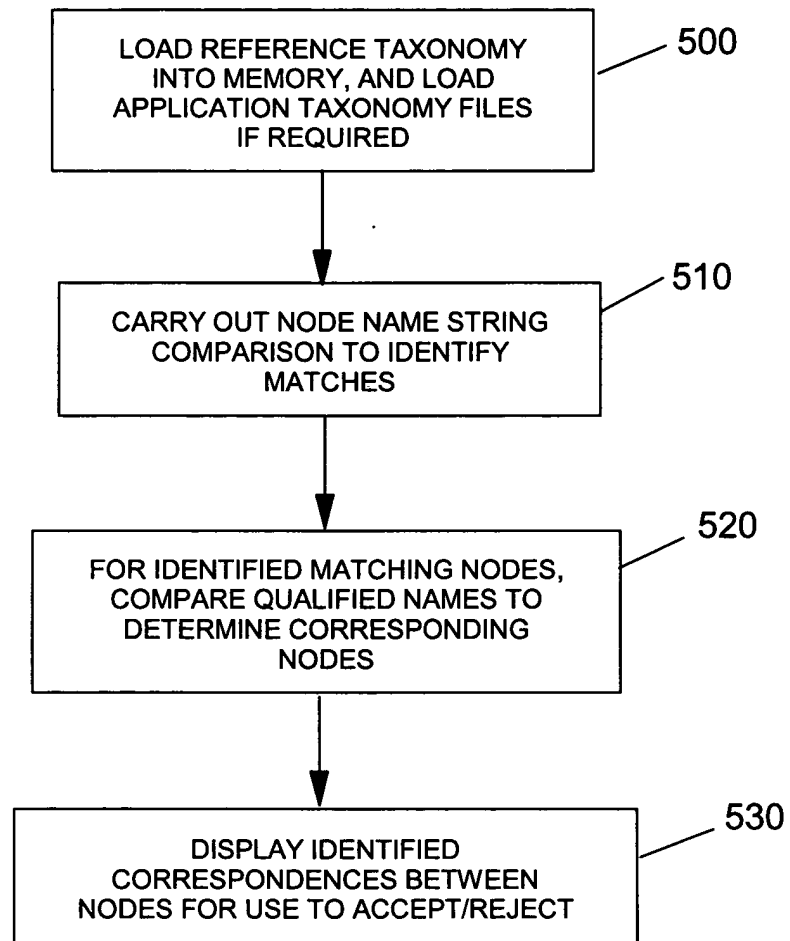 LOAD REFERENCE TAXONOMY
INTO MEMORY, AND LOAD
APPLICATION TAXONOMY FILES
IF REQUIRED
500
CARRY OUT NODE NAME STRING
COMPARISON TO IDENTIFY
MATCHES
510
FOR IDENTIFIED MATCHING NODES,
COMPARE QUALIFIED NAMES TO
DETERMINE CORRESPONDING
NODES
520
DISPLAY IDENTIFIED
CORRESPONDENCES BETWEEN
NODES FOR USE TO ACCEPT/REJECT
530